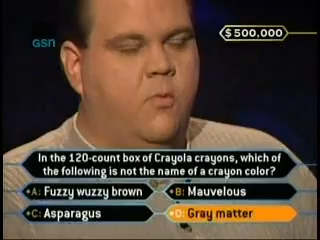 $500,000
GSN
In the 120-count box of Crayola crayons, which of
the following is not the name of a crayon color?
A: Fuzzy wuzzy brown
B: Mauvelous
C: Asparagus
D: Gray matter